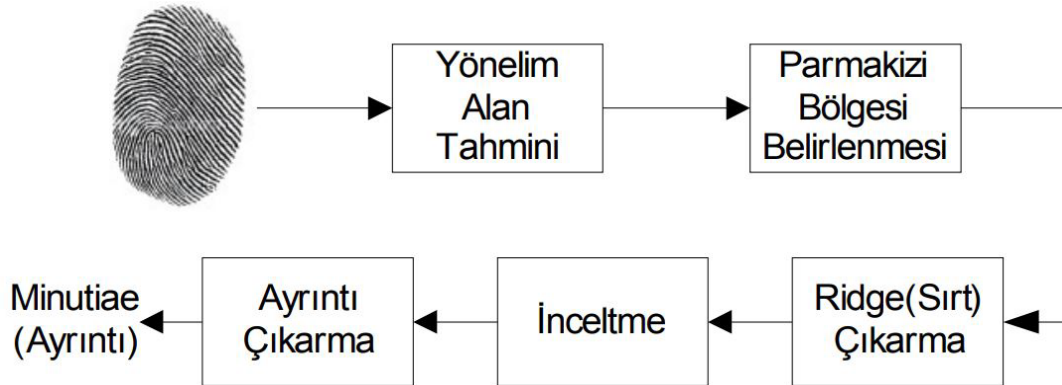 Yönelim
Alan
Tahmini
Parmakizi
Bölgesi
Belirlenmesi
Ridge(Sırt)
Çıkarma
İnceltme
Ayrıntı
Çıkarma
Minutiae
(Ayrıntı)